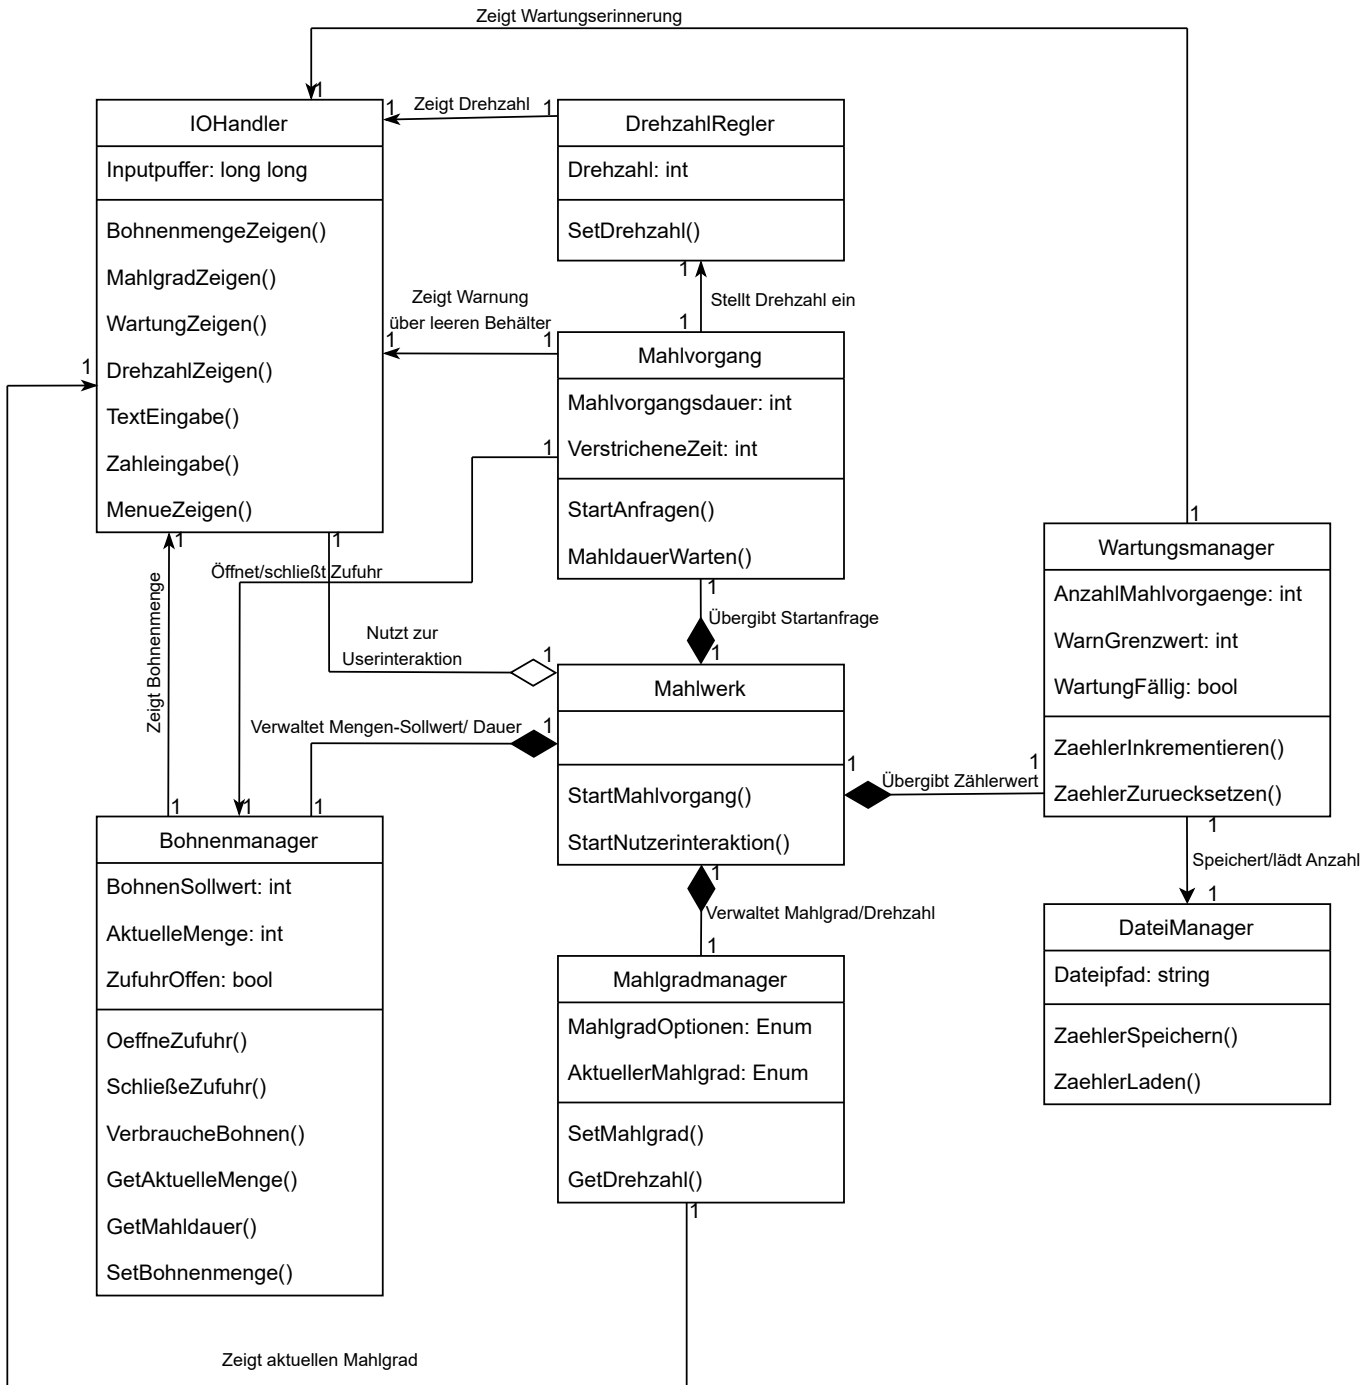 Zeigt Wartungserinnerung
1
IOHandler
Inputpuffer: long long
BohnenmengeZeigen()
MahlgradZeigen()
WartungZeigen()
DrehzahlZeigen()
TextEingabe()
Zahleingabe()
MenueZeigen()
1
Zeigt Drehzahl
1
DrehzahlRegler
Drehzahl: int
SetDrehzahl()
1
Stellt Drehzahl ein
1
Zeigt Warnung
über leeren Behälter
1
1
Mahlvorgang
Mahlvorgangsdauer: int
VerstricheneZeit: int
StartAnfragen()
MahldauerWarten()
1
1
1
1
Öffnet/schließt Zufuhr
Zeigt Bohnenmenge
1
Übergibt Startanfrage
1
Nutzt zur
Userinteraktion
1
Mahlwerk
StartMahlvorgang()
StartNutzerinteraktion()
Verwaltet Mengen-Sollwert/ Dauer
1
1
Wartungsmanager
AnzahlMahlvorgaenge: int
WarnGrenzwert: int
WartungFällig: bool
ZaehlerInkrementieren()
ZaehlerZuruecksetzen()
1
Übergibt Zählerwert
1
1
1
1
Bohnenmanager
BohnenSollwert: int
AktuelleMenge: int
ZufuhrOffen: bool
OeffneZufuhr()
SchließeZufuhr()
VerbraucheBohnen()
GetAktuelleMenge()
GetMahldauer()
SetBohnenmenge()
1
Verwaltet Mahlgrad/Drehzahl
1
Mahlgradmanager
MahlgradOptionen: Enum
AktuellerMahlgrad: Enum
SetMahlgrad()
GetDrehzahl()
1
1
Speichert/lädt Anzahl
1
DateiManager
Dateipfad: string
ZaehlerSpeichern()
ZaehlerLaden()
Zeigt aktuellen Mahlgrad